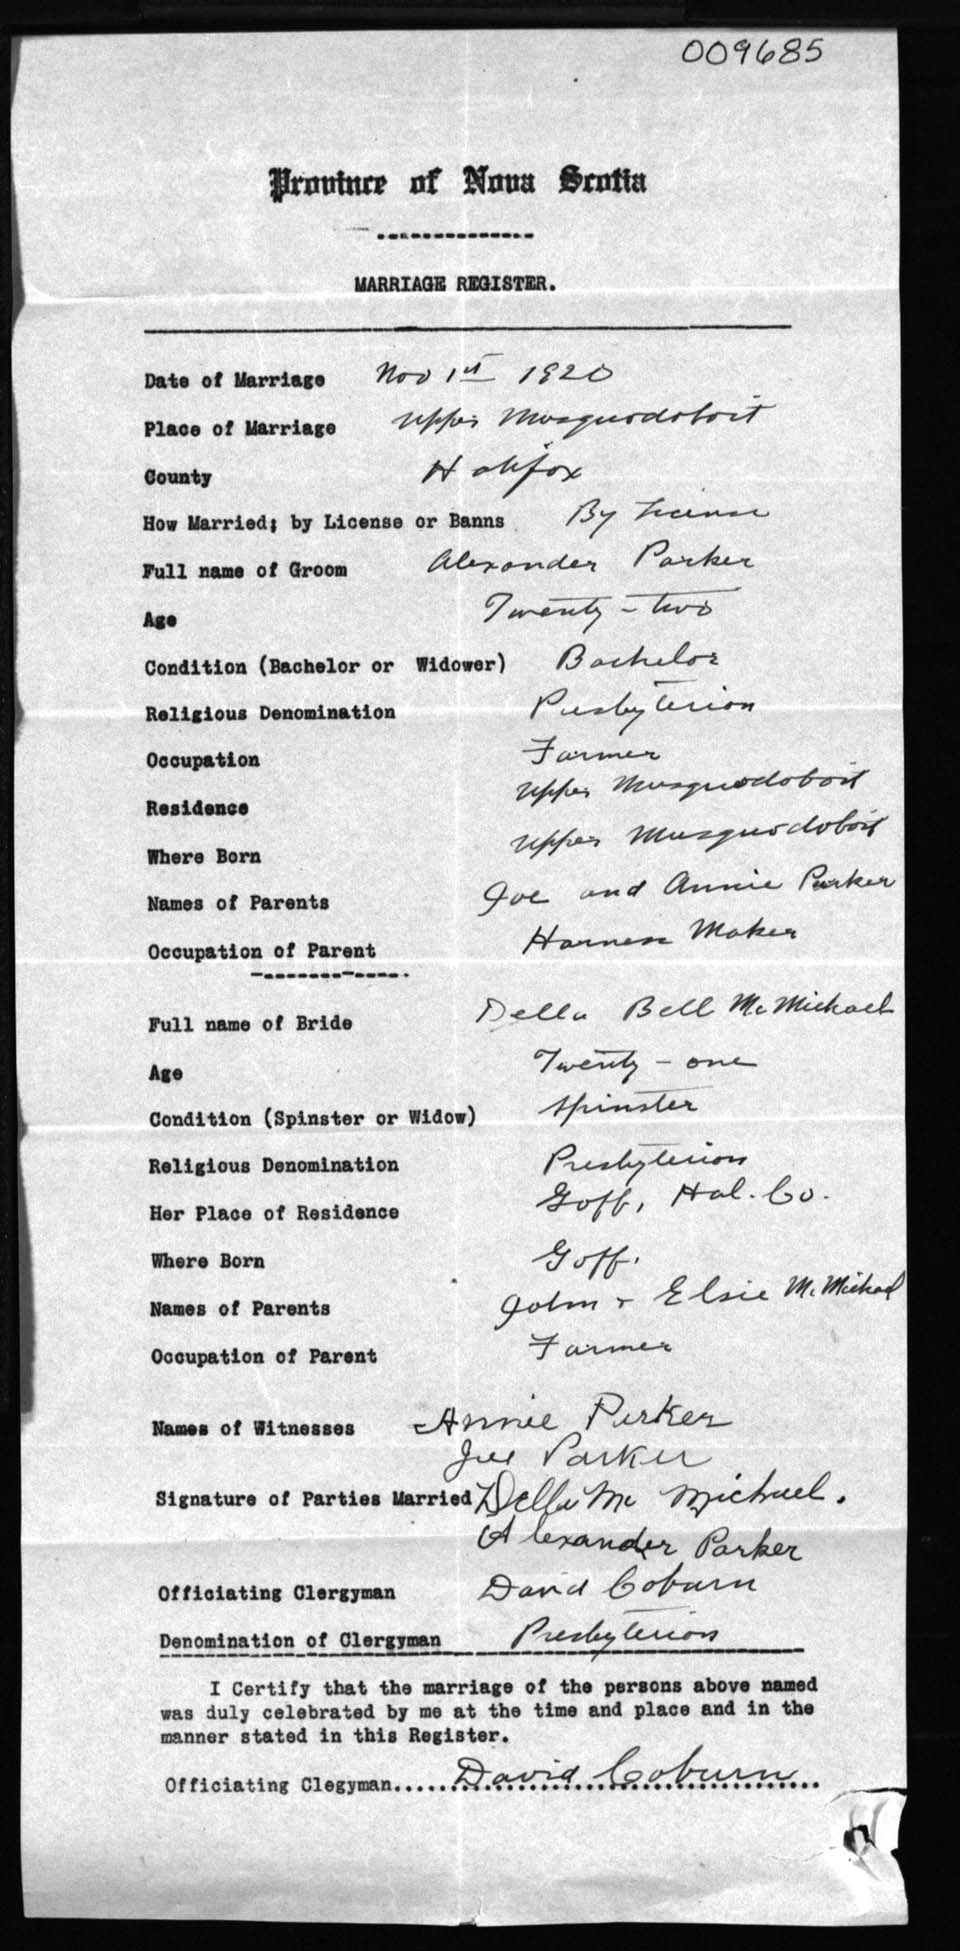 009685
Province of Nova Scotia
MARRIAGE REGISTER.
Date of Marriage Nov 1st 1920
Place of Marriage Upper Musquodoboit
County Halifax
How Married; by License or Banns By License
Full name of Groom Alexander Parker
Age Twenty-two
Condition (Bachelor or Widower) Bachelor
Religious Denomination Presbyterian
Occupation Farmer
Residence Upper Musquodoboit
Where Born Upper Musquodoboit
Names of Parents Joe and Annie Parker
Occupation of Parent Harness Maker
Full name of Bride Della Bell McMichael
Age Twenty-one
Condition (Spinster or Widow) Spinster
Religious Denomination Presbyterian
Her Place of Residence Goff, Hal. Co.
Where Born Goff.
Names of Parents John + Elsie McMichael
Occupation of Parent Farmer
Names of Witnesses Annie Parker
Joe Parker
Signature of Parties Married Della McMichael.
Alexander Parker
Officiating Clergyman David Coburn
Denomination of Clergyman Presbyterian
I Certify that the marriage of the persons above named
was duly celebrated by me at the time and place and in the
manner stated in this Register.
Officiating Clegyman..... David Coburn